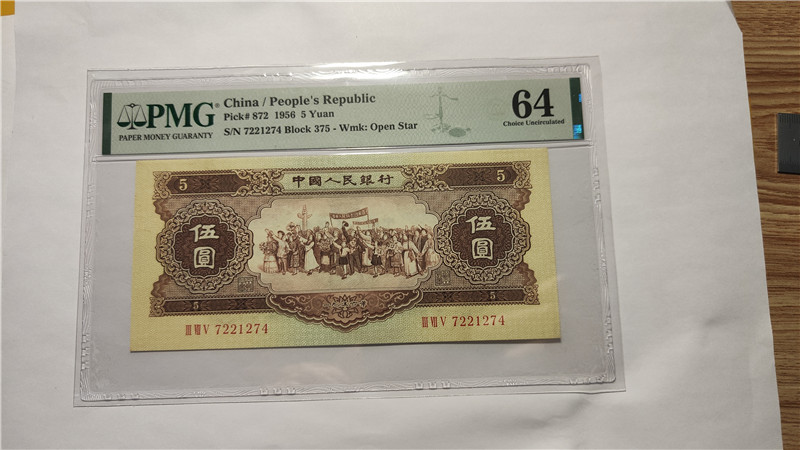 PMG
PAPER MONEY GUARANTY
China / People's Republic
Pick# 872 1956 5 Yuan
S/N 7221274 Block 375 - Wmk: Open Star
64
Choice Uncirculated
5 中國人民銀行 5
伍圓 伍圓
5 5
III VII V 7221274 III VII V 7221274